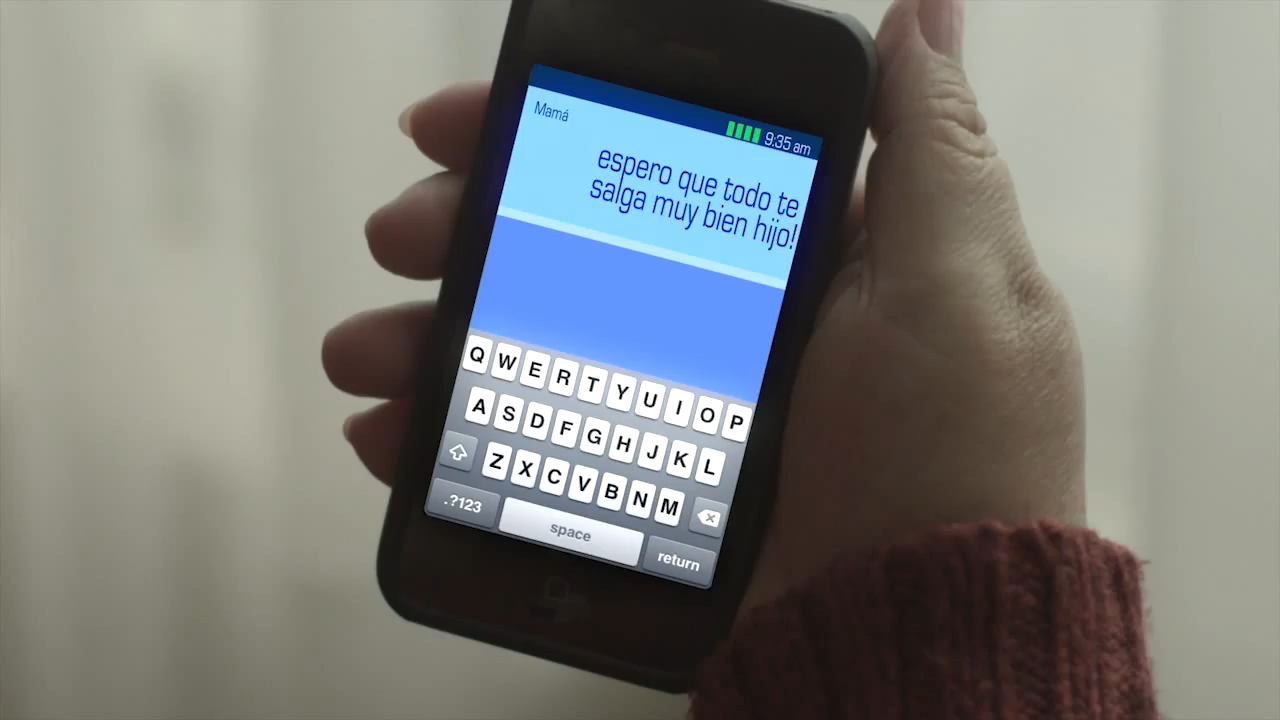 9:35 am
Mamá
espero que todo te
salga muy bien hijo!
Q W E R T Y U I O P
A S D F G H J K L
Z X C V B N M
.?123 space return